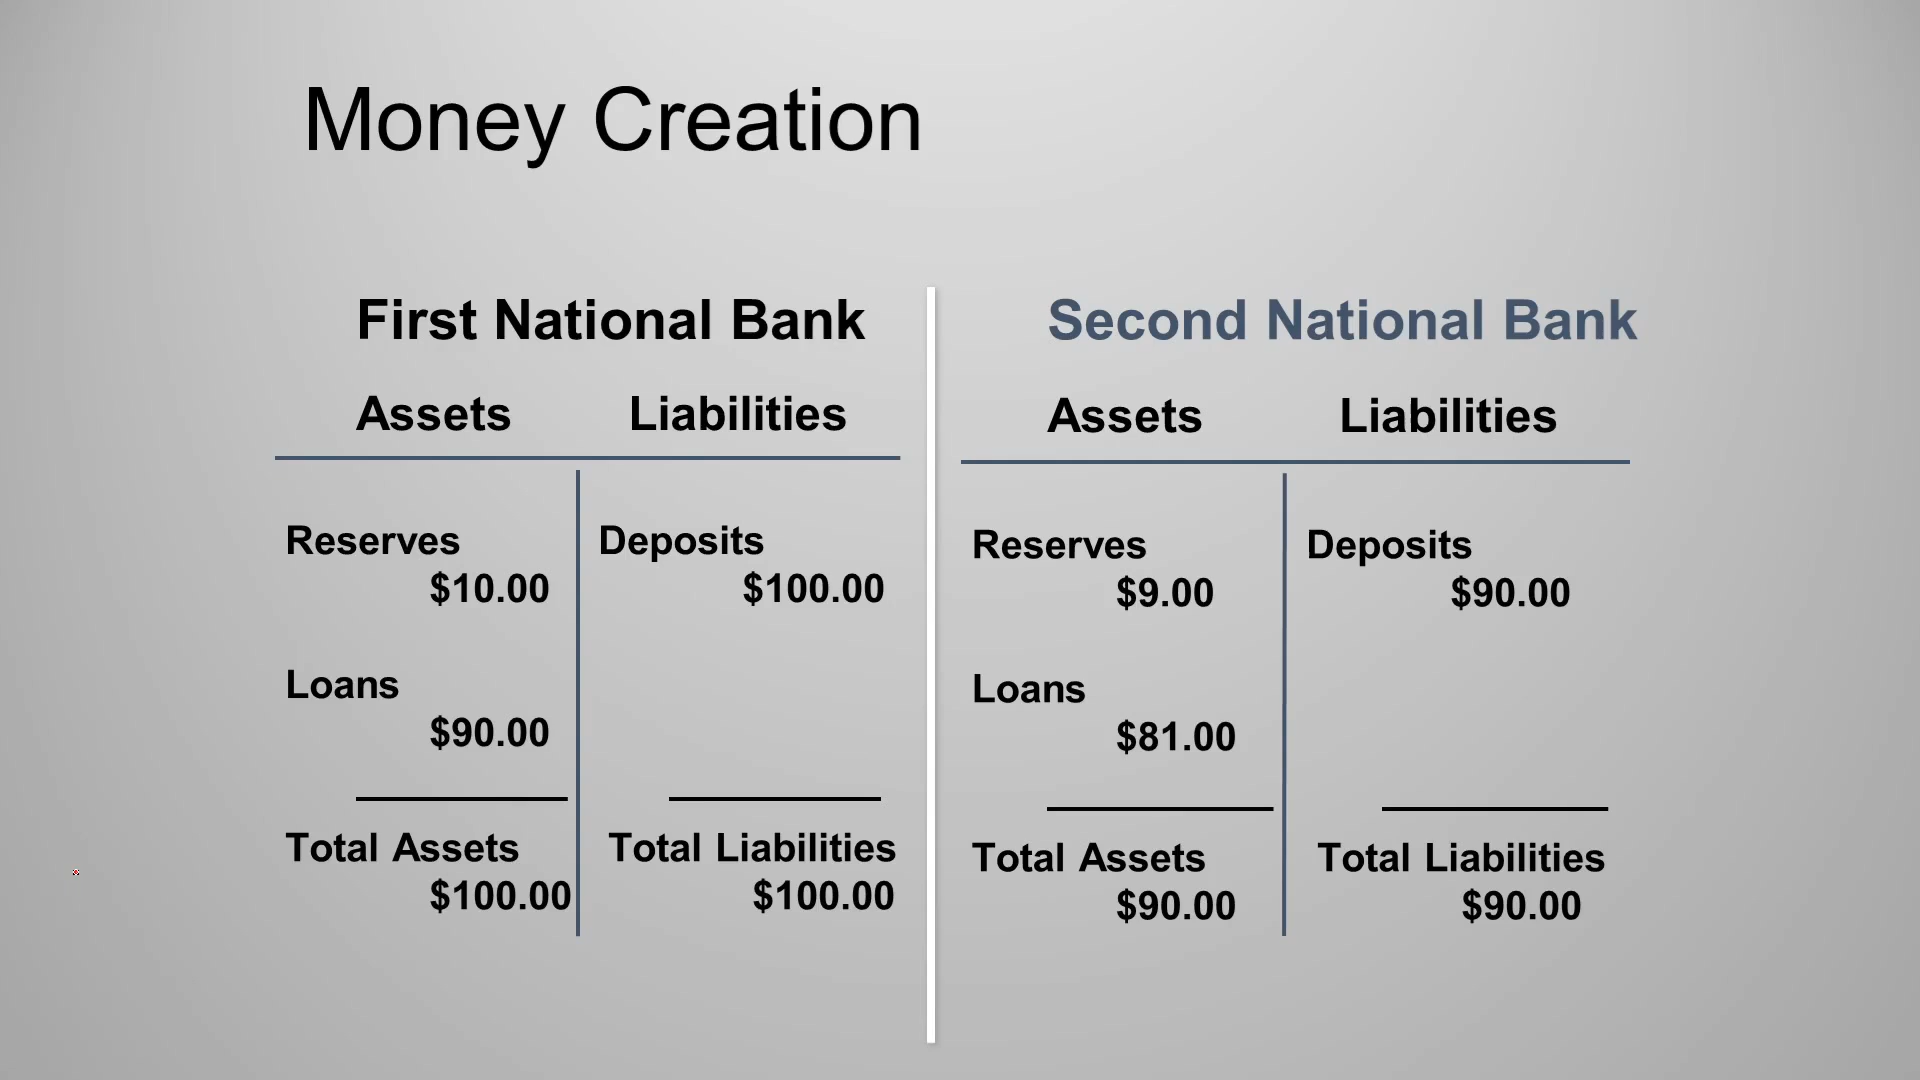 Money Creation
First National Bank
Assets Liabilities
Reserves Deposits
$10.00 $100.00
Loans
$90.00
Total Assets Total Liabilities
$100.00 $100.00
Second National Bank
Assets Liabilities
Reserves Deposits
$9.00 $90.00
Loans
$81.00
Total Assets Total Liabilities
$90.00 $90.00